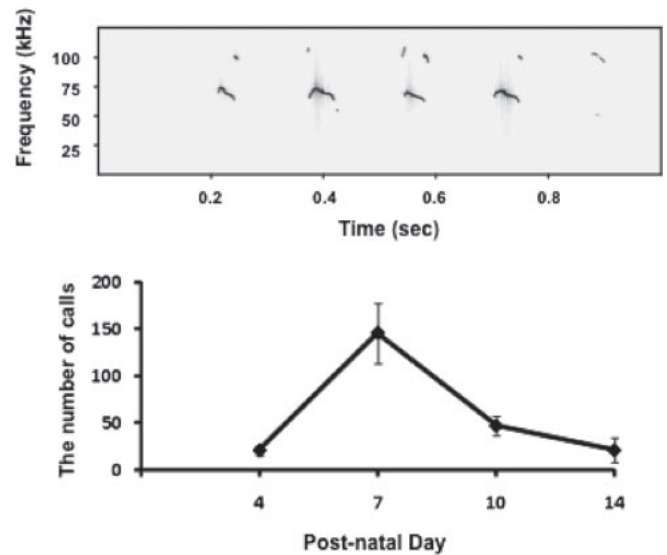 Frequency (kHz)
100
75
50
25
0.2 0.4 0.6 0.8
Time (sec)
The number of calls
200
150
100
50
0
4 7 10 14
Post-natal Day